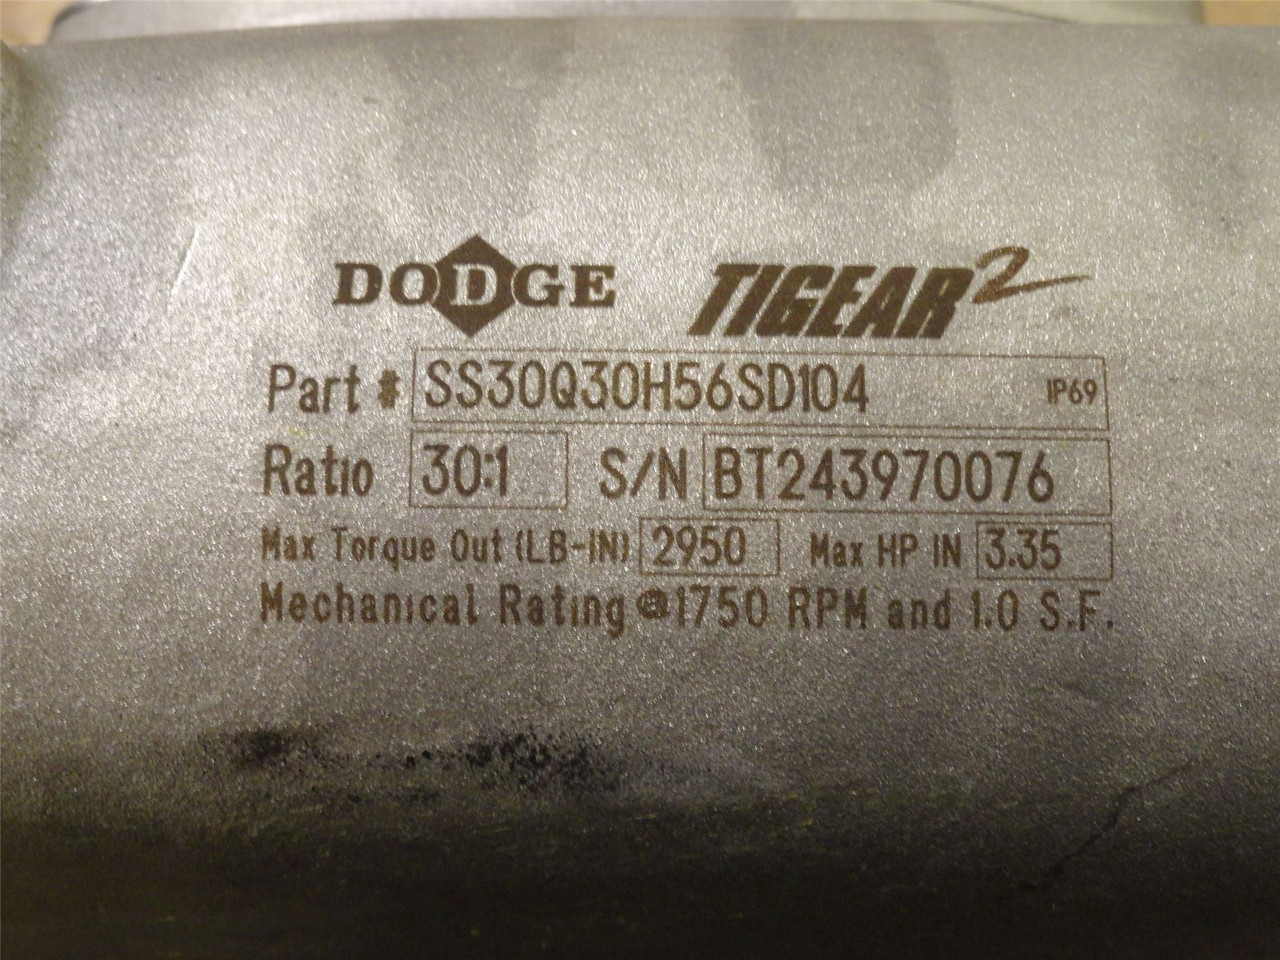 DODGE TIGEAR2
Part # SS30Q30H56SD104 IP69
Ratio 30:1 S/N BT243970076
Max Torque Out (LB-IN) 2950 Max HP IN 3.35
Mechanical Rating @1750 RPM and 1.0 S.F.